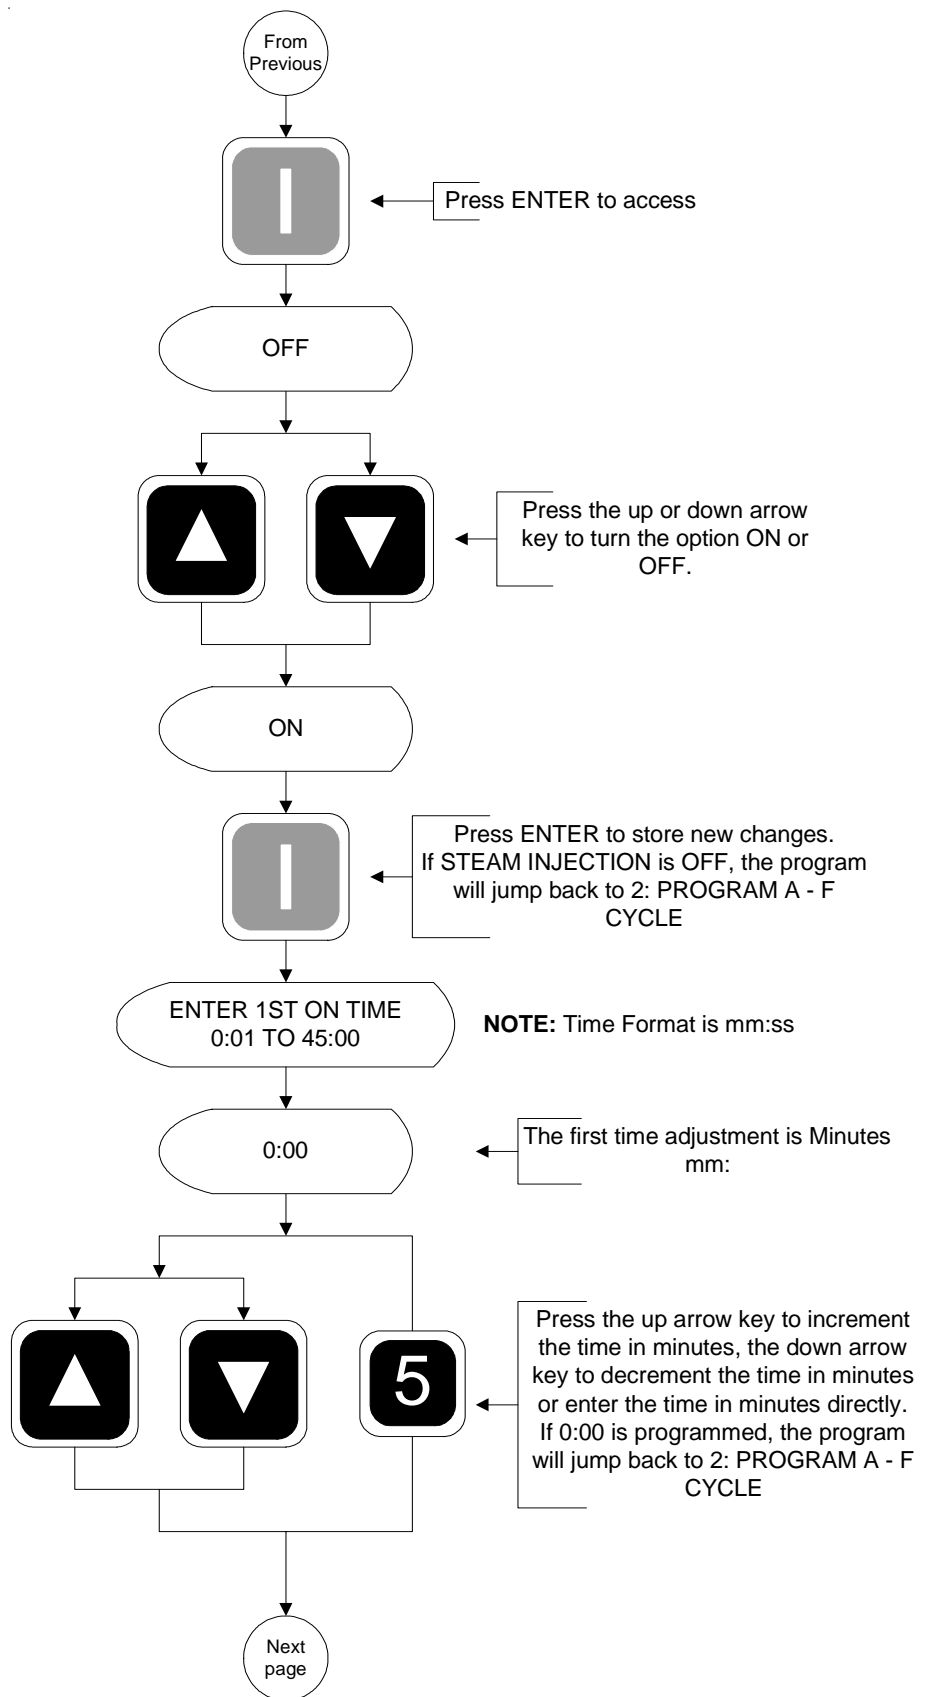 From
Previous
Press ENTER to access
OFF
Press the up or down arrow
key to turn the option ON or
OFF.
ON
Press ENTER to store new changes.
If STEAM INJECTION is OFF, the program
will jump back to 2: PROGRAM A - F
CYCLE
ENTER 1ST ON TIME
0:01 TO 45:00
NOTE: Time Format is mm:ss
0:00
The first time adjustment is Minutes
mm:
5
Press the up arrow key to increment
the time in minutes, the down arrow
key to decrement the time in minutes
or enter the time in minutes directly.
If 0:00 is programmed, the program
will jump back to 2: PROGRAM A - F
CYCLE
Next
page